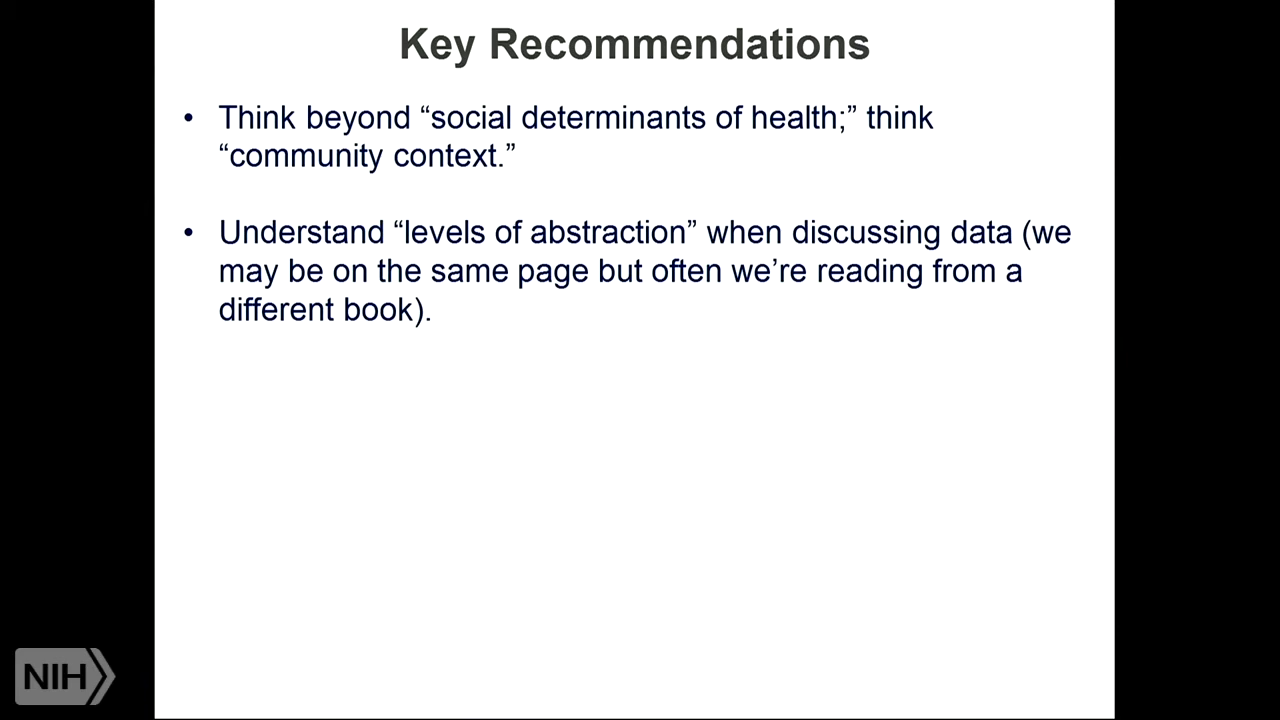 Key Recommendations
• Think beyond “social determinants of health;” think
“community context.”
• Understand “levels of abstraction” when discussing data (we
may be on the same page but often we’re reading from a
different book).
NIH